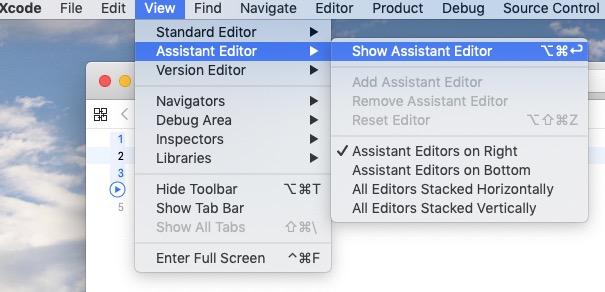 Xcode File Edit View Find Navigate Editor Product Debug Source Control
Standard Editor ▶
Assistant Editor ▶
Version Editor ▶
Navigators ▶
Debug Area ▶
Inspectors ▶
Libraries ▶
Hide Toolbar ⌥⌘T
Show Tab Bar
Show All Tabs ⇧⌘\
Enter Full Screen ^⌘F
Show Assistant Editor ⌥⌘↩
Add Assistant Editor
Remove Assistant Editor
Reset Editor ⌥⇧⌘Z
✓ Assistant Editors on Right
Assistant Editors on Bottom
All Editors Stacked Horizontally
All Editors Stacked Vertically
1
2
3
5